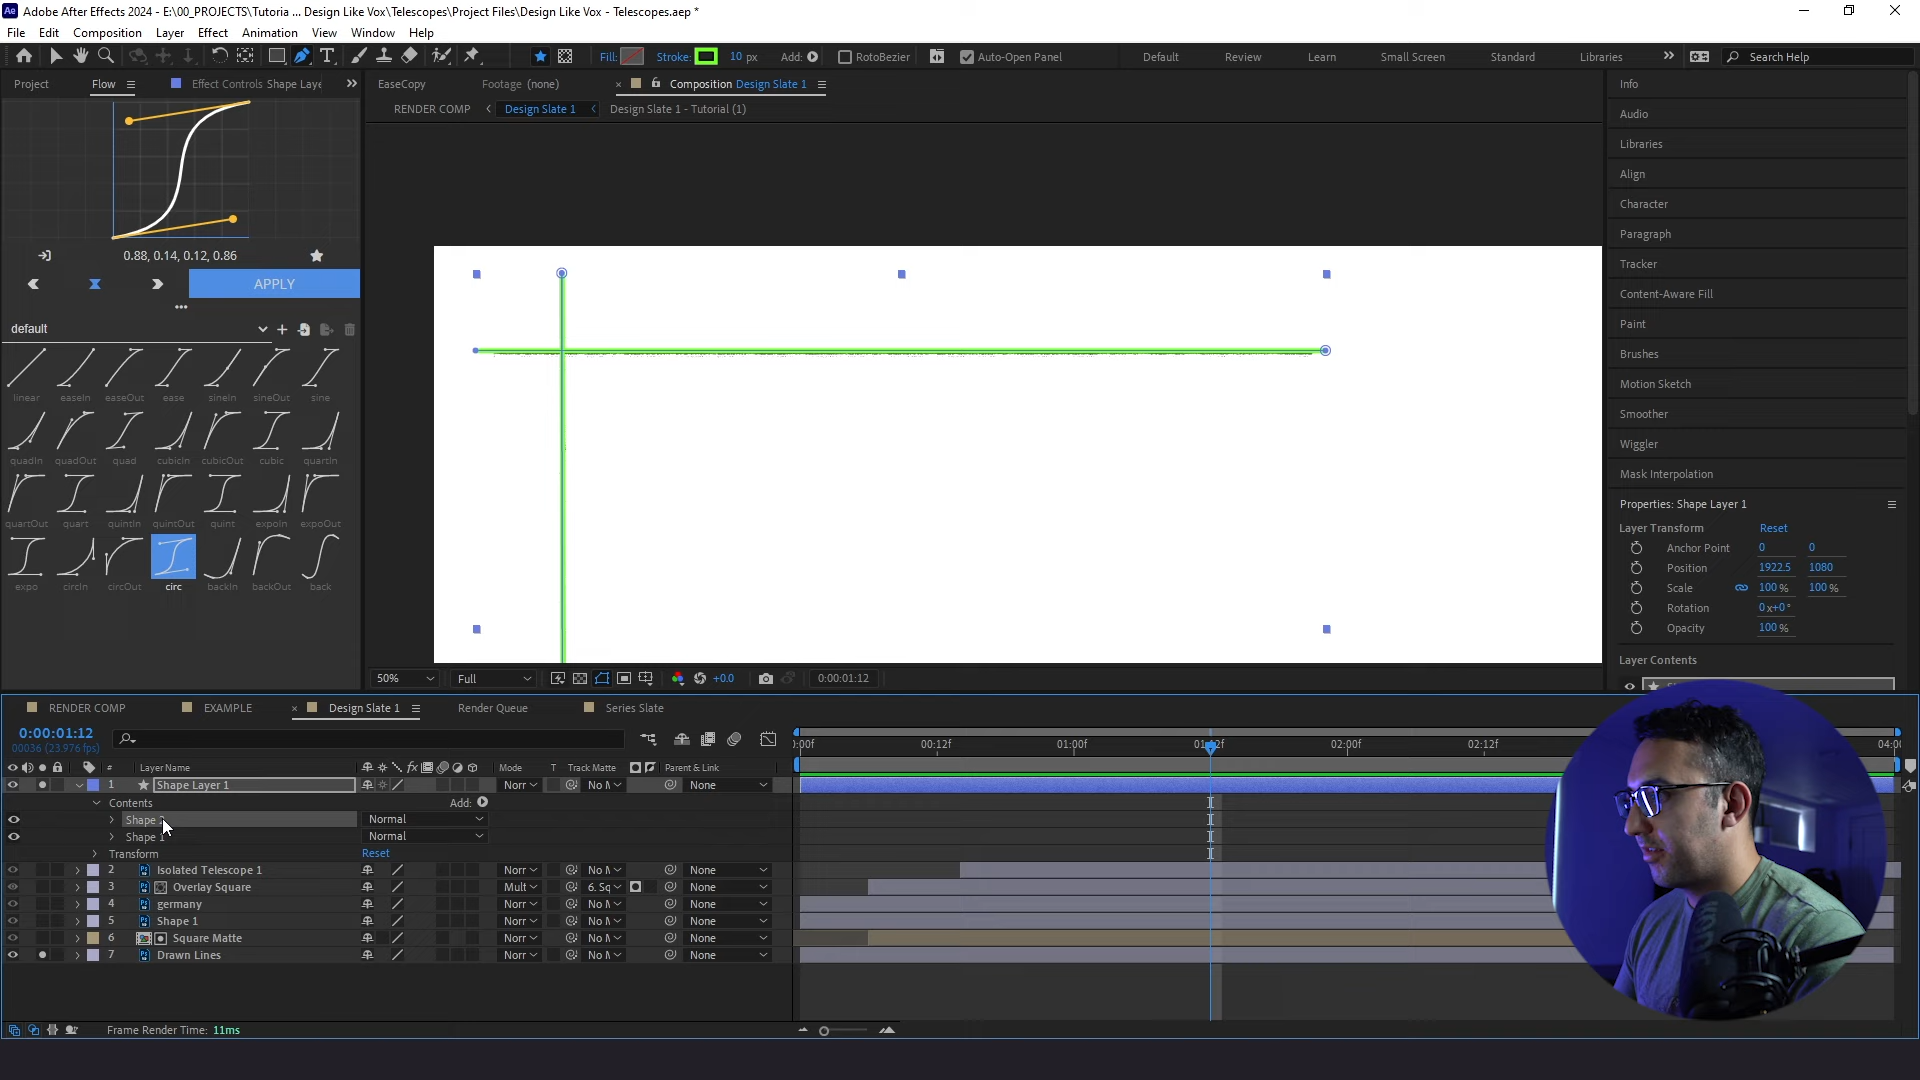 Ae Adobe After Effects 2024 - E:\00_PROJECTS\Tutoria ... Design Like Vox\Telescopes\Project Files\Design Like Vox - Telescopes.aep *
File Edit Composition Layer Effect Animation View Window Help
Fill: Stroke: 10 px Add: RotoBezier Auto-Open Panel Default Review Learn Small Screen Standard Libraries Search Help
Project Flow Effect Controls Shape Laye EaseCopy Footage (none) Composition Design Slate 1 Info
RENDER COMP Design Slate 1 Design Slate 1 - Tutorial (1)
Audio
Libraries
Align
Character
Paragraph
Tracker
Content-Aware Fill
Paint
Brushes
Motion Sketch
Smoother
Wiggler
Mask Interpolation
0.88, 0.14, 0.12, 0.86
APPLY
default
linear easeIn easeOut ease sineIn sineOut sine
quadIn quadOut quad cubicIn cubicOut cubic quartIn
quartOut quart quintIn quintOut quint expoIn expoOut
expo circIn circOut circ backIn backOut back
Properties: Shape Layer 1
Layer Transform Reset
Anchor Point 0 0
Position 1922.5 1080
Scale 100 % 100 %
Rotation 0x+0°
Opacity 100 %
Layer Contents
50% Full +0.0 0:00:01:12
RENDER COMP EXAMPLE Design Slate 1 Render Queue Series Slate
0:00:01:12
00036 (23.976 fps)
:00f 00:12f 01:00f 01:12f 02:00f 02:12f 04:0
# Layer Name Mode T Track Matte Parent & Link
1 Shape Layer 1 Norr No M None
Contents Add:
Shape Normal
Shape 1 Normal
Transform Reset
2 Isolated Telescope 1 Norr No M None
3 Overlay Square Mult 6. Sq None
4 germany Norr No M None
5 Shape 1 Norr No M None
6 Square Matte Norr No M None
7 Drawn Lines Norr No M None
Frame Render Time: 11ms